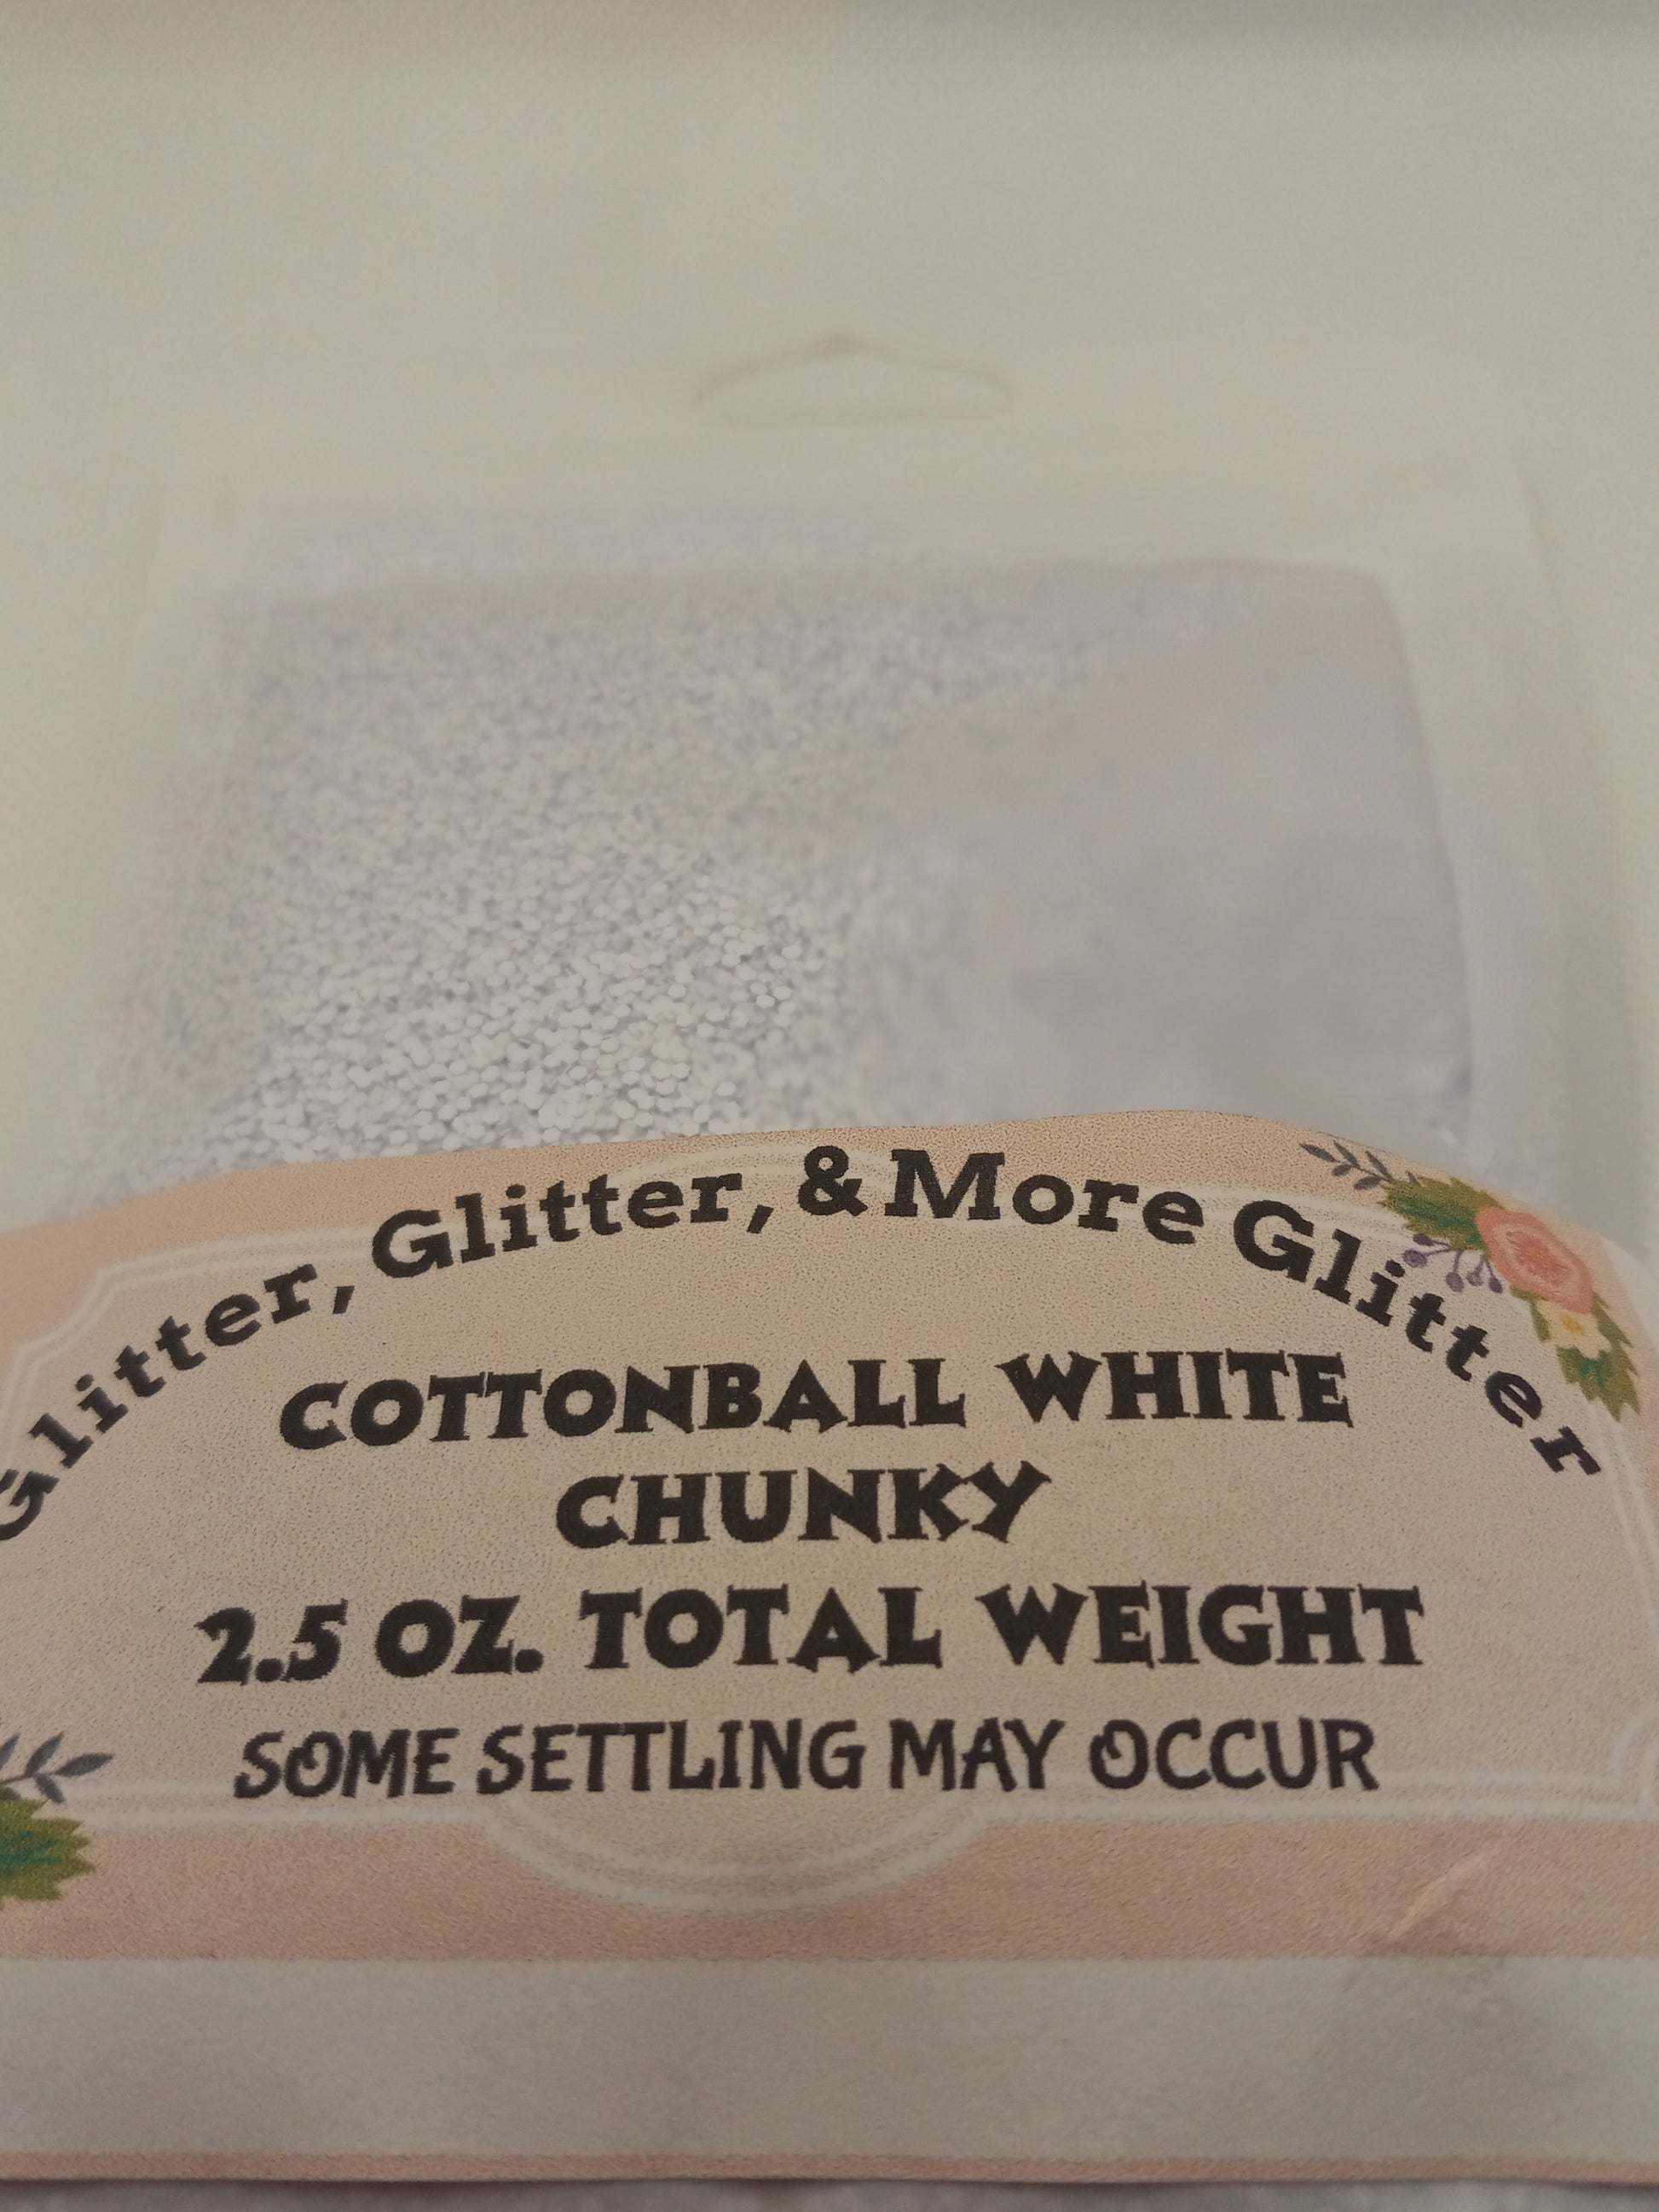 Glitter, Glitter, & More Glitter
COTTONBALL WHITE
CHUNKY
2.5 OZ. TOTAL WEIGHT
SOME SETTLING MAY OCCUR